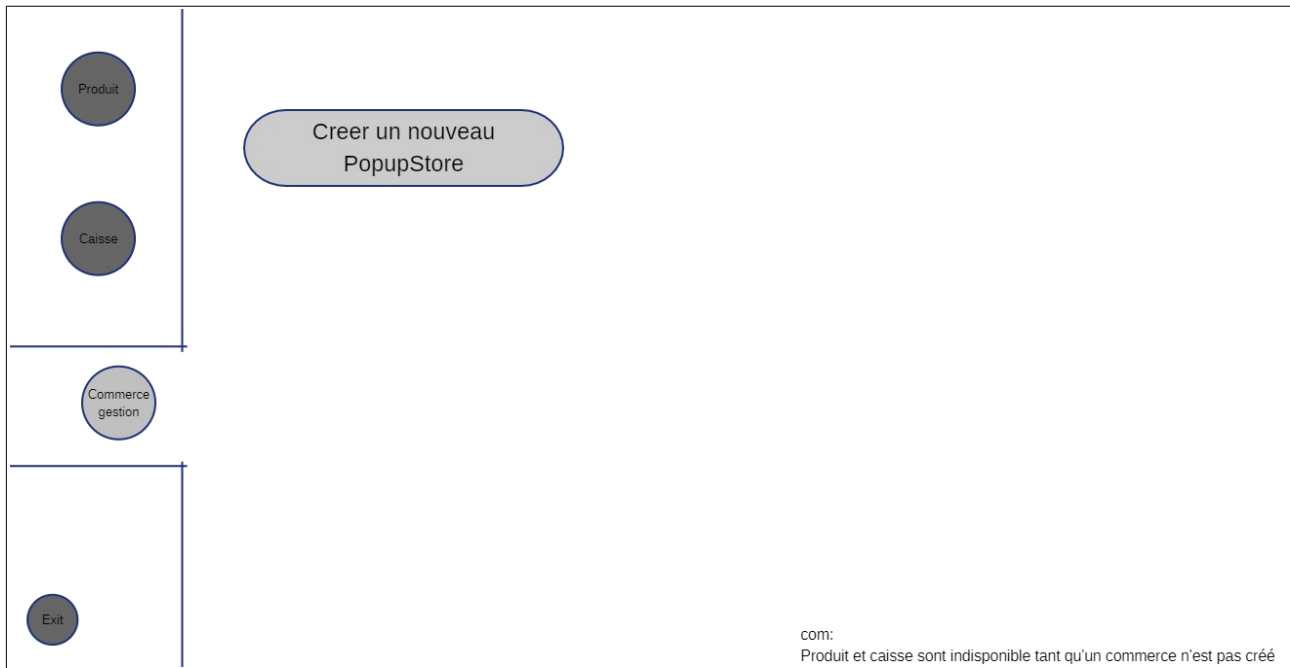 Produit
Creer un nouveau
PopupStore
Caisse
Commerce
gestion
Exit
com:
Produit et caisse sont indisponible tant qu'un commerce n'est pas créé